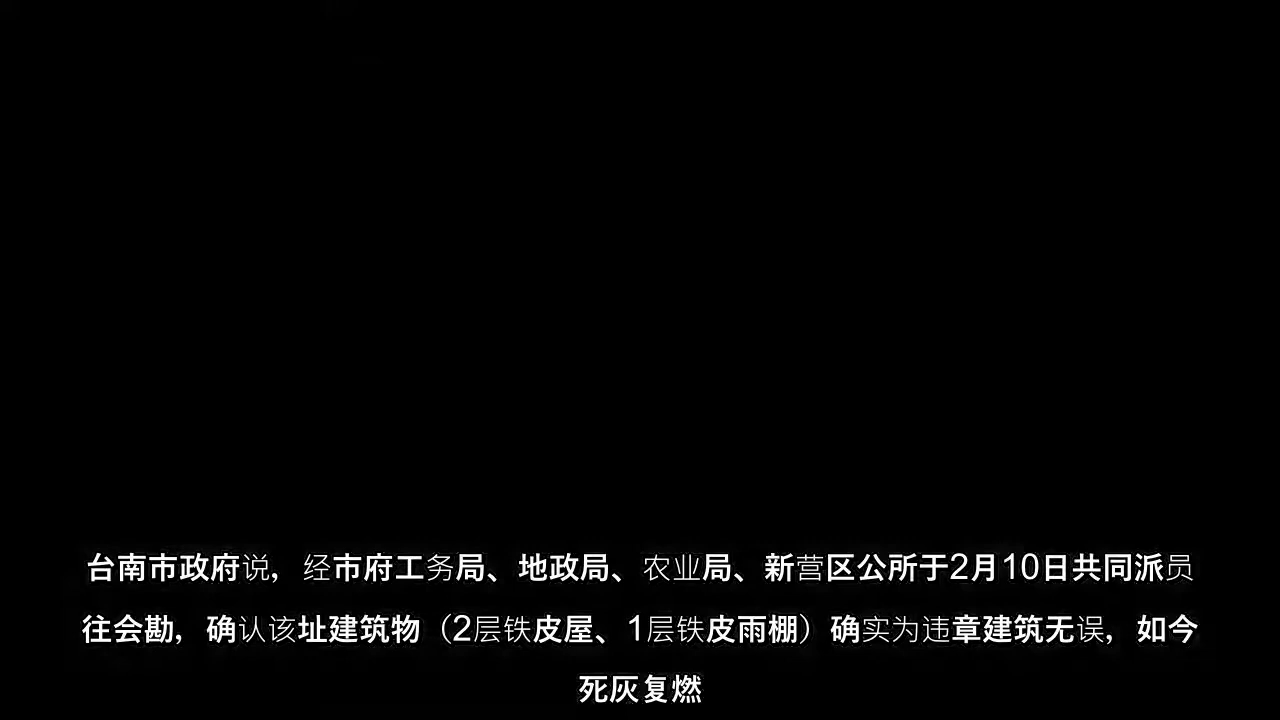 台南市政府说，经市府工务局、地政局、农业局、新营区公所于2月10日共同派员
往会勘，确认该址建筑物（2层铁皮屋、1层铁皮雨棚）确实为违章建筑无误，如今
死灰复燃